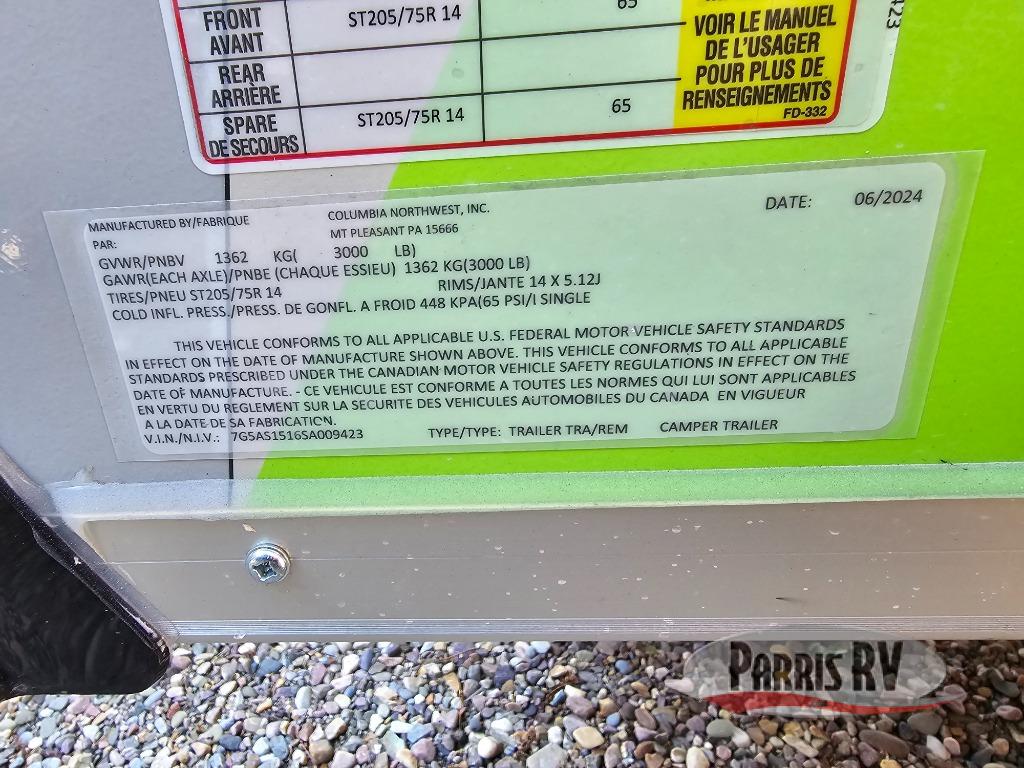 FRONT
AVANT
ST205/75R 14
65
REAR
ARRIÈRE
SPARE
DE SECOURS
ST205/75R 14
65
VOIR LE MANUEL
DE L'USAGER
POUR PLUS DE
RENSEIGNEMENTS
FD-332
MANUFACTURED BY/FABRIQUE
PAR:
COLUMBIA NORTHWEST, INC.
MT PLEASANT PA 15666
DATE: 06/2024
GVWR/PNBV 1362 KG( 3000 LB)
GAWR(EACH AXLE)/PNBE (CHAQUE ESSIEU) 1362 KG(3000 LB)
TIRES/PNEU ST205/75R 14 RIMS/JANTE 14 X 5.12J
COLD INFL. PRESS./PRESS. DE GONFL. A FROID 448 KPA(65 PSI/I SINGLE
THIS VEHICLE CONFORMS TO ALL APPLICABLE U.S. FEDERAL MOTOR VEHICLE SAFETY STANDARDS
IN EFFECT ON THE DATE OF MANUFACTURE SHOWN ABOVE. THIS VEHICLE CONFORMS TO ALL APPLICABLE
STANDARDS PRESCRIBED UNDER THE CANADIAN MOTOR VEHICLE SAFETY REGULATIONS IN EFFECT ON THE
DATE OF MANUFACTURE. - CE VEHICULE EST CONFORME A TOUTES LES NORMES QUI LUI SONT APPLICABLES
EN VERTU DU REGLEMENT SUR LA SECURITE DES VEHICULES AUTOMOBILES DU CANADA EN VIGUEUR
A LA DATE DE SA FABRICATION.
V.I.N./N.I.V.: 7G5AS1516SA009423 TYPE/TYPE: TRAILER TRA/REM CAMPER TRAILER
PARRIS RV